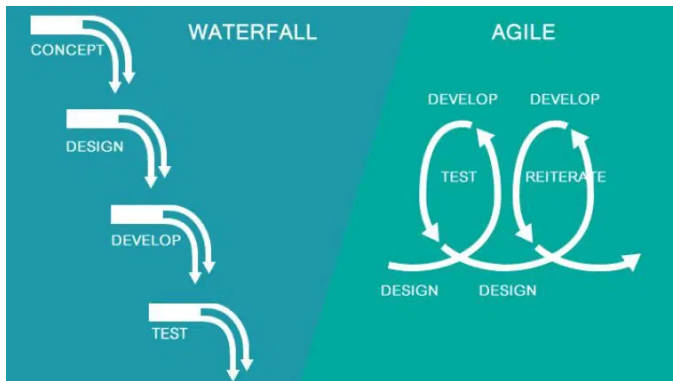 WATERFALL
CONCEPT
DESIGN
DEVELOP
TEST
AGILE
DEVELOP
DEVELOP
TEST
REITERATE
DESIGN
DESIGN